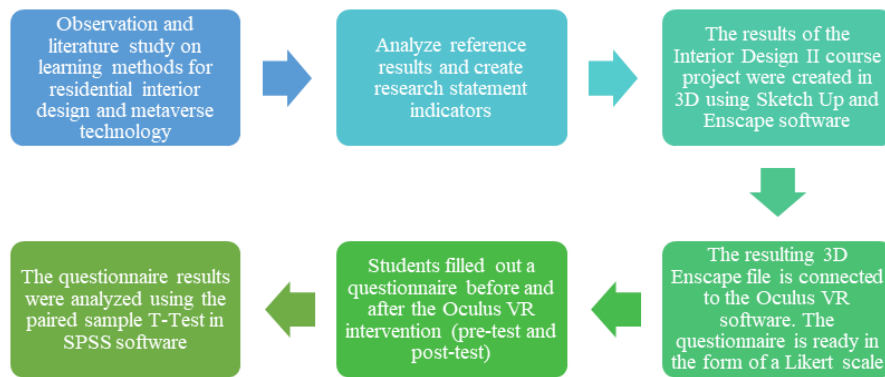 Observation and
literature study on
learning methods for
residential interior
design and metaverse
technology
Analyze reference
results and create
research statement
indicators
The results of the
Interior Design II course
project were created in
3D using Sketch Up and
Enscape software
The resulting 3D
Enscape file is connected
to the Oculus VR
software. The
questionnaire is ready in
the form of a Likert scale
Students filled out a
questionnaire before and
after the Oculus VR
intervention (pre-test and
post-test)
The questionnaire results
were analyzed using the
paired sample T-Test in
SPSS software